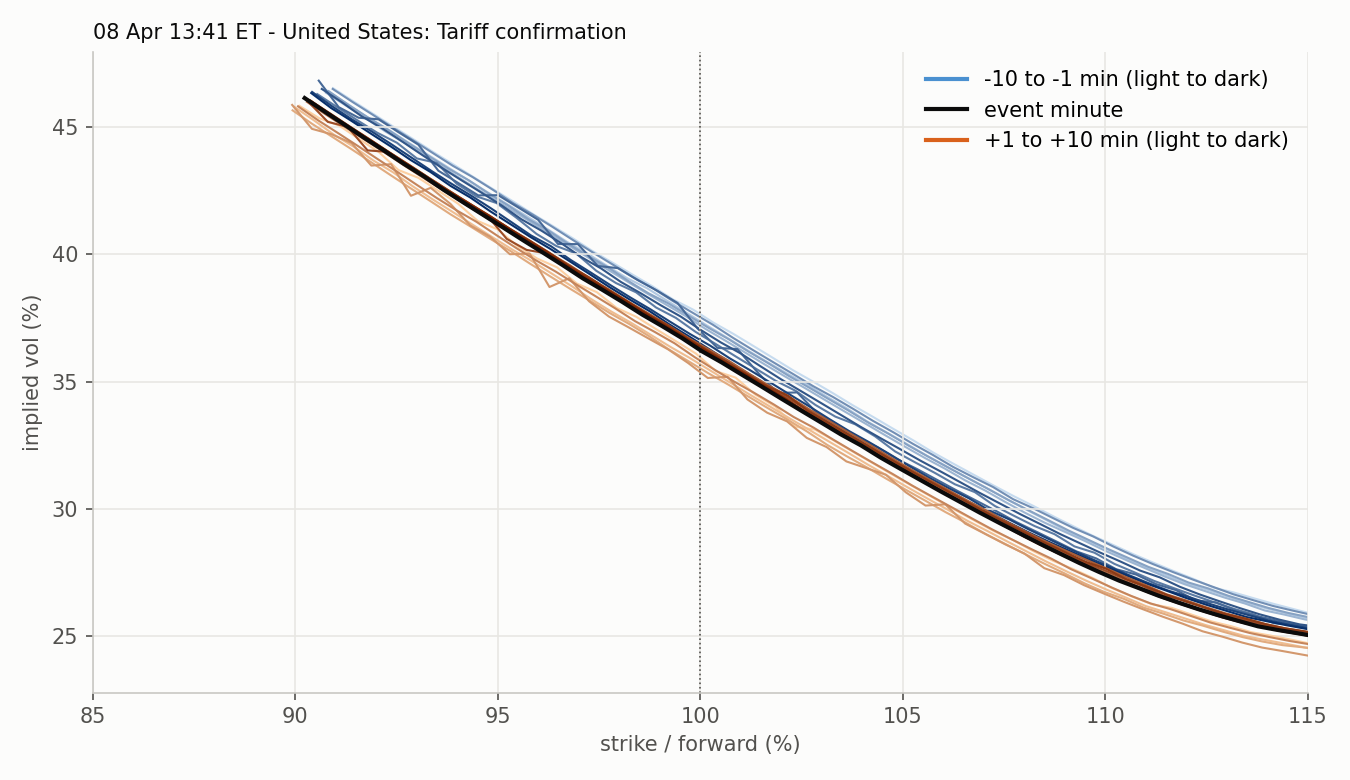 08 Apr 13:41 ET - United States: Tariff confirmation
-10 to -1 min (light to dark)
event minute
+1 to +10 min (light to dark)
implied vol (%)
45
40
35
30
25
85
90
95
100
105
110
115
strike / forward (%)